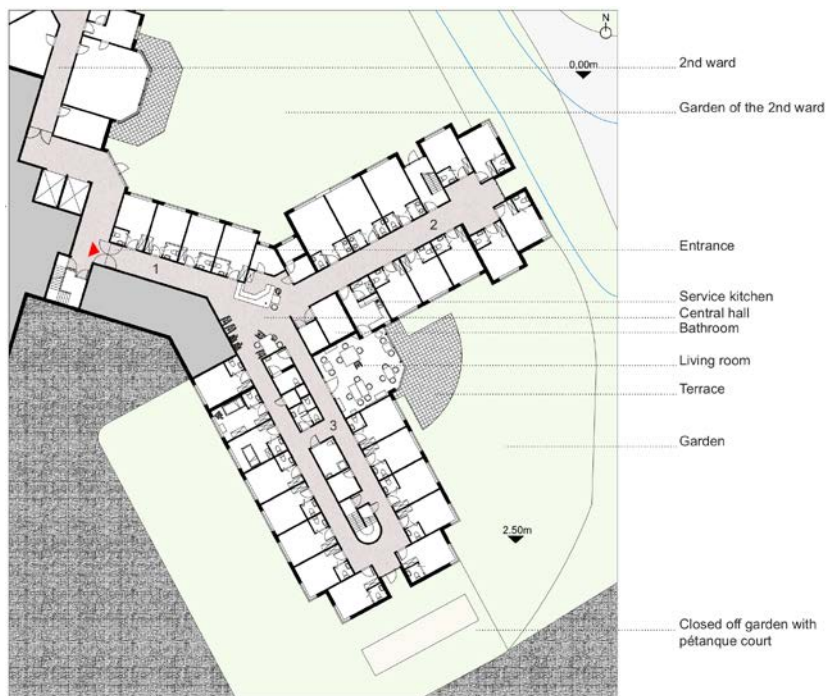 N
2nd ward
0,00m
Garden of the 2nd ward
2
Entrance
1
Service kitchen
Central hall
Bathroom
Living room
Terrace
3
Garden
2.50m
Closed off garden with
pétanque court